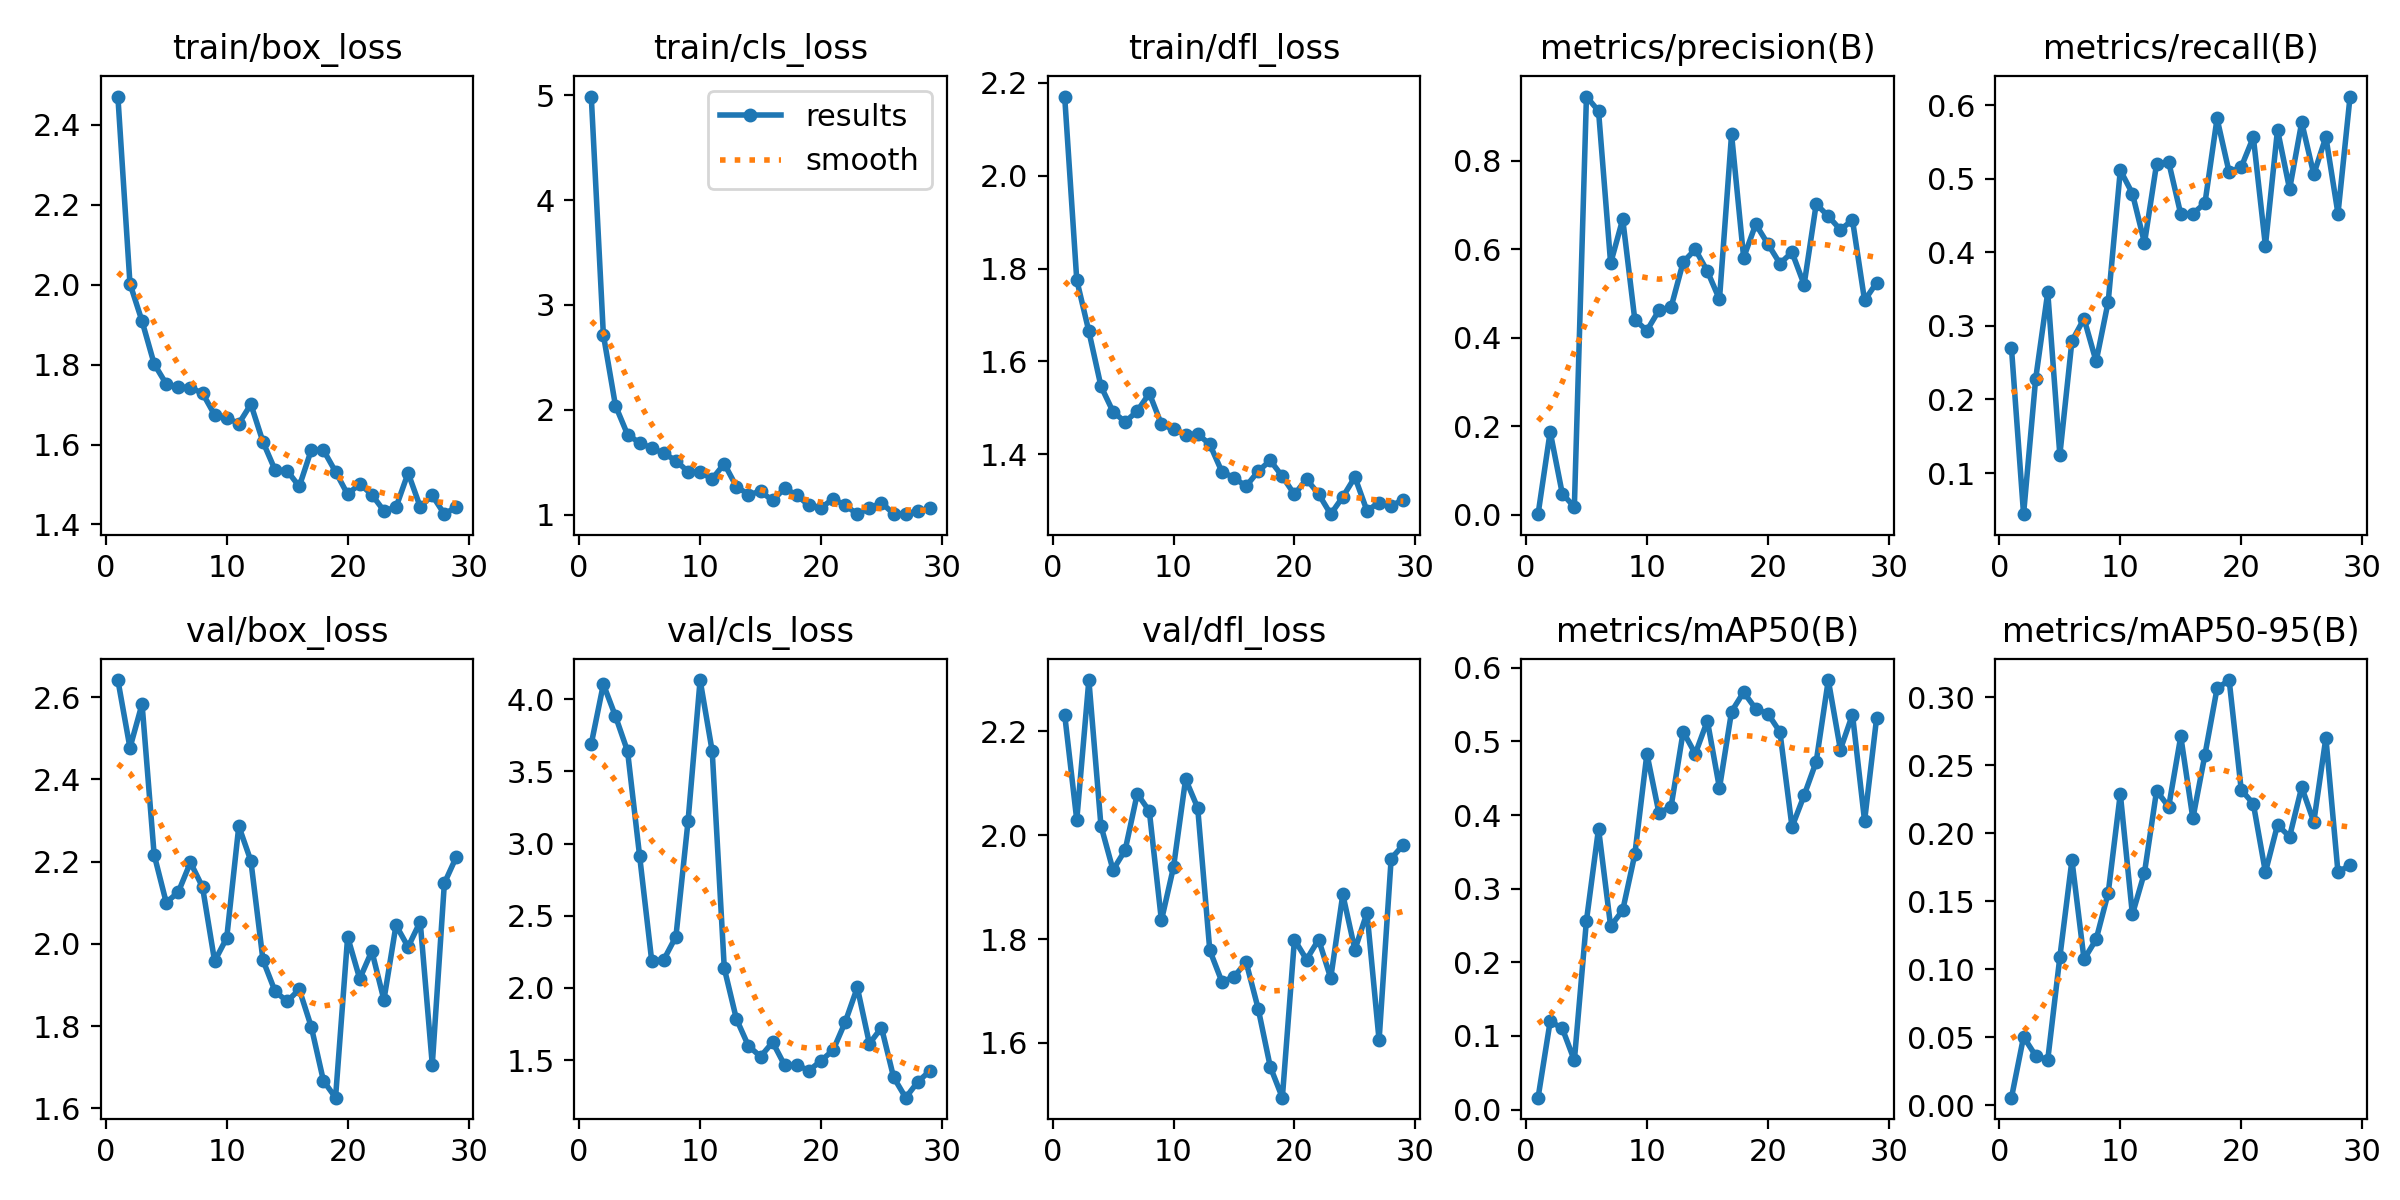 train/box_loss
2.4
2.2
2.0
1.8
1.6
1.4
0 10 20 30
train/cls_loss
results
smooth
5
4
3
2
1
0 10 20 30
train/dfl_loss
2.2
2.0
1.8
1.6
1.4
0 10 20 30
metrics/precision(B)
0.8
0.6
0.4
0.2
0.0
0 10 20 30
metrics/recall(B)
0.6
0.5
0.4
0.3
0.2
0.1
0 10 20 30
val/box_loss
2.6
2.4
2.2
2.0
1.8
1.6
0 10 20 30
val/cls_loss
4.0
3.5
3.0
2.5
2.0
1.5
0 10 20 30
val/dfl_loss
2.2
2.0
1.8
1.6
0 10 20 30
metrics/mAP50(B)
0.6
0.5
0.4
0.3
0.2
0.1
0.0
0 10 20 30
metrics/mAP50-95(B)
0.30
0.25
0.20
0.15
0.10
0.05
0.00
0 10 20 30